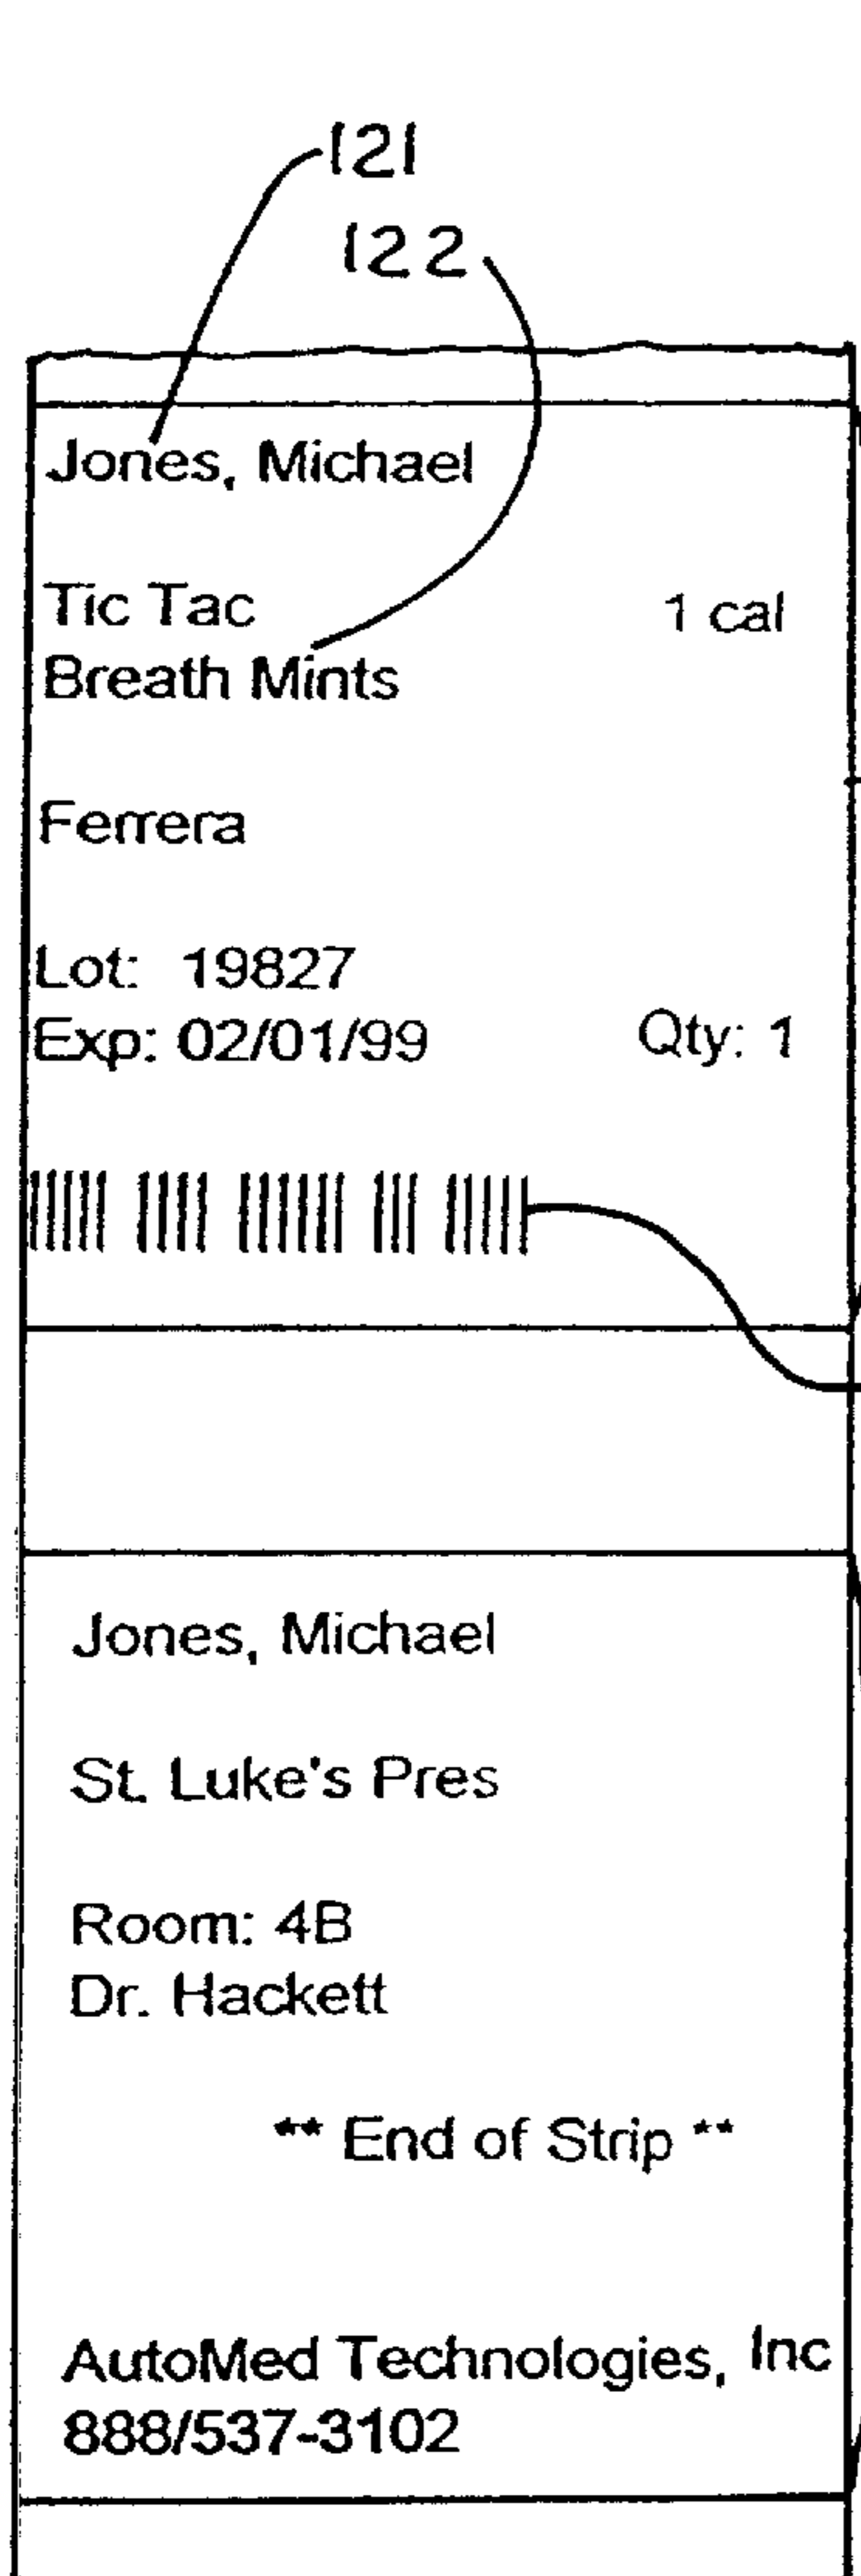 121
122
Jones, Michael
Tic Tac 1 cal
Breath Mints
Ferrera
Lot: 19827
Exp: 02/01/99 Qty: 1
Jones, Michael
St. Luke's Pres
Room: 4B
Dr. Hackett
** End of Strip **
AutoMed Technologies, Inc
888/537-3102